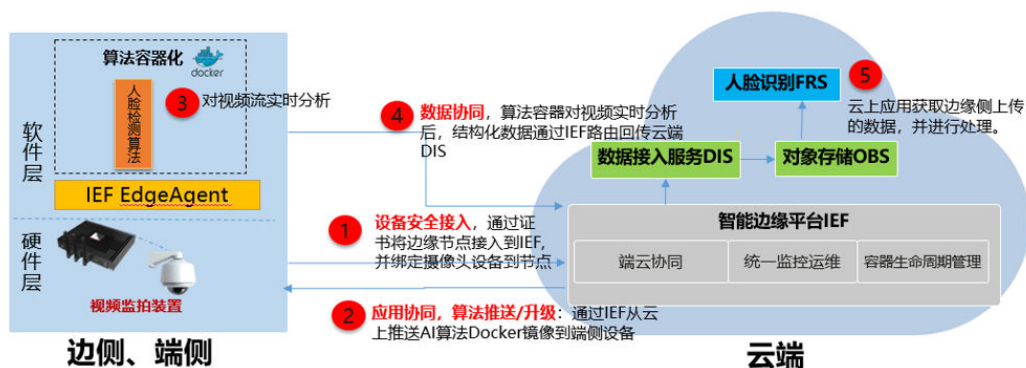 算法容器化
docker
人脸检测算法
3
对视频流实时分析
软件层
IEF EdgeAgent
硬件层
视频监拍装置
边侧、端侧
4
数据协同，算法容器对视频实时分析
后，结构化数据通过IEF路由回传云端
DIS
1
设备安全接入，通过证
书将边缘节点接入到IEF，
并绑定摄像头设备到节点
2
应用协同，算法推送/升级：通过IEF从云
上推送AI算法Docker镜像到端侧设备
人脸识别FRS
5
云上应用获取边缘侧上传
的数据，并进行处理。
数据接入服务DIS
对象存储OBS
智能边缘平台IEF
端云协同
统一监控运维
容器生命周期管理
云端